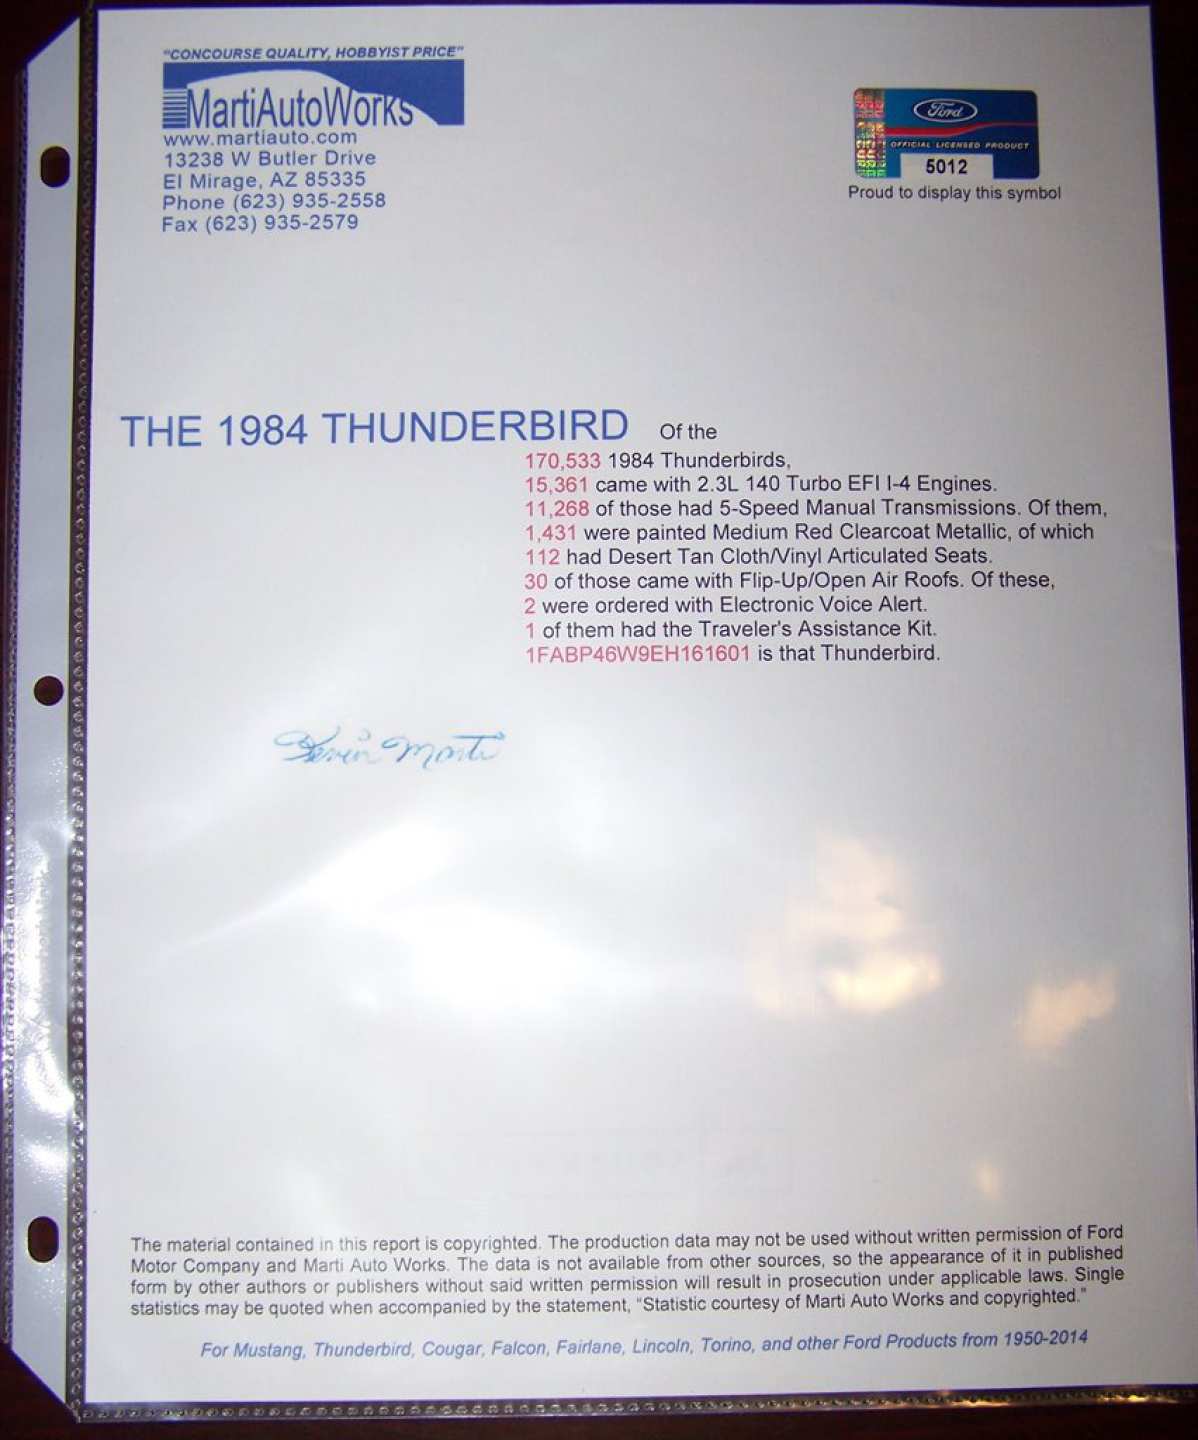 "CONCOURSE QUALITY, HOBBYIST PRICE"
MartiAutoWorks
www.martiauto.com
13238 W Butler Drive
El Mirage, AZ 85335
Phone (623) 935-2558
Fax (623) 935-2579
Ford
OFFICIAL LICENSED PRODUCT
5012
Proud to display this symbol
THE 1984 THUNDERBIRD Of the
170,533 1984 Thunderbirds,
15,361 came with 2.3L 140 Turbo EFI I-4 Engines.
11,268 of those had 5-Speed Manual Transmissions. Of them,
1,431 were painted Medium Red Clearcoat Metallic, of which
112 had Desert Tan Cloth/Vinyl Articulated Seats.
30 of those came with Flip-Up/Open Air Roofs. Of these,
2 were ordered with Electronic Voice Alert.
1 of them had the Traveler's Assistance Kit.
1FABP46W9EH161601 is that Thunderbird.
Kevin Marti
The material contained in this report is copyrighted. The production data may not be used without written permission of Ford
Motor Company and Marti Auto Works. The data is not available from other sources, so the appearance of it in published
form by other authors or publishers without said written permission will result in prosecution under applicable laws. Single
statistics may be quoted when accompanied by the statement, "Statistic courtesy of Marti Auto Works and copyrighted."
For Mustang, Thunderbird, Cougar, Falcon, Fairlane, Lincoln, Torino, and other Ford Products from 1950-2014